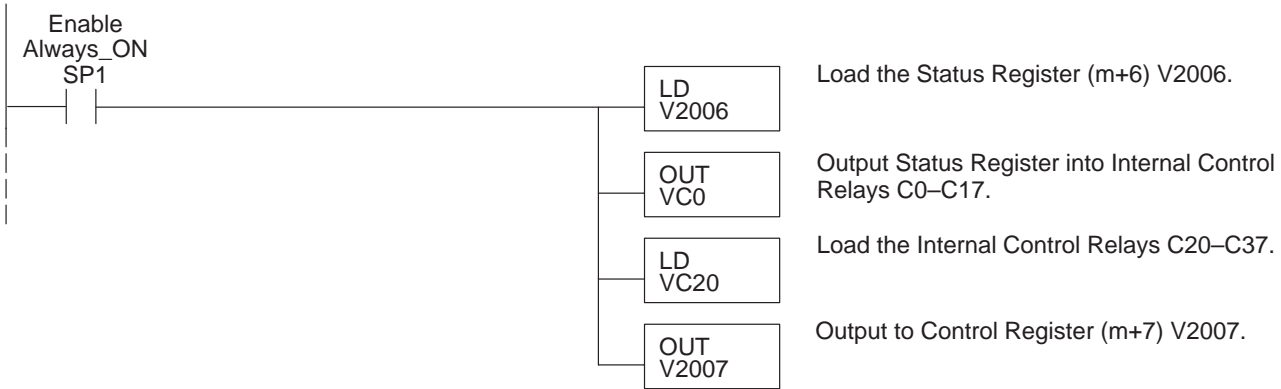 Enable
Always_ON
SP1
LD
V2006
Load the Status Register (m+6) V2006.
OUT
VC0
Output Status Register into Internal Control
Relays C0–C17.
LD
VC20
Load the Internal Control Relays C20–C37.
OUT
V2007
Output to Control Register (m+7) V2007.